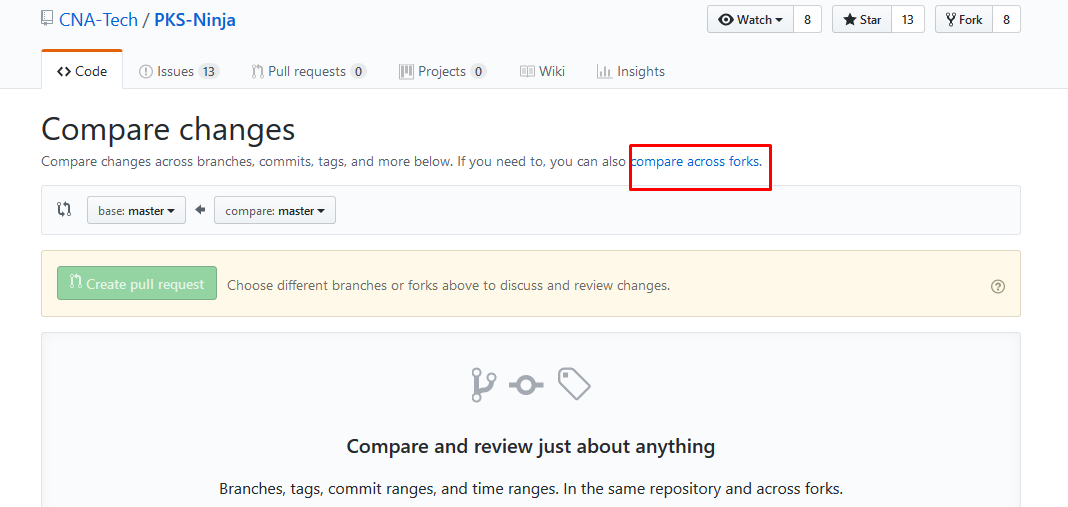 CNA-Tech / PKS-Ninja
Watch 8
Star 13
Fork 8
Code
Issues 13
Pull requests 0
Projects 0
Wiki
Insights
Compare changes
Compare changes across branches, commits, tags, and more below. If you need to, you can also compare across forks.
base: master
compare: master
Create pull request
Choose different branches or forks above to discuss and review changes.
Compare and review just about anything
Branches, tags, commit ranges, and time ranges. In the same repository and across forks.